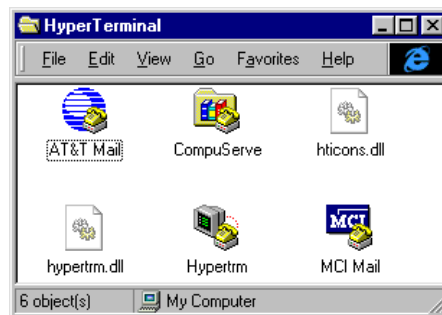 HyperTerminal
File Edit View Go Favorites Help
AT&T Mail CompuServe hticons.dll
MCI
hypertrm.dll Hypertrm MCI Mail
6 object(s) My Computer